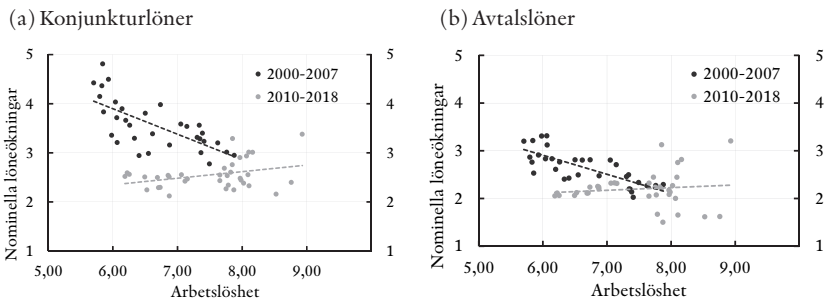 (a) Konjunkturlöner
5 5
2000-2007
2010-2018
4 4
3 3
2 2
1 1
Nominella löneökningar
5,00 6,00 7,00 8,00 9,00
Arbetslöshet
(b) Avtalslöner
5 5
2000-2007
2010-2018
4 4
3 3
2 2
1 1
Nominella löneökningar
5,00 6,00 7,00 8,00 9,00
Arbetslöshet